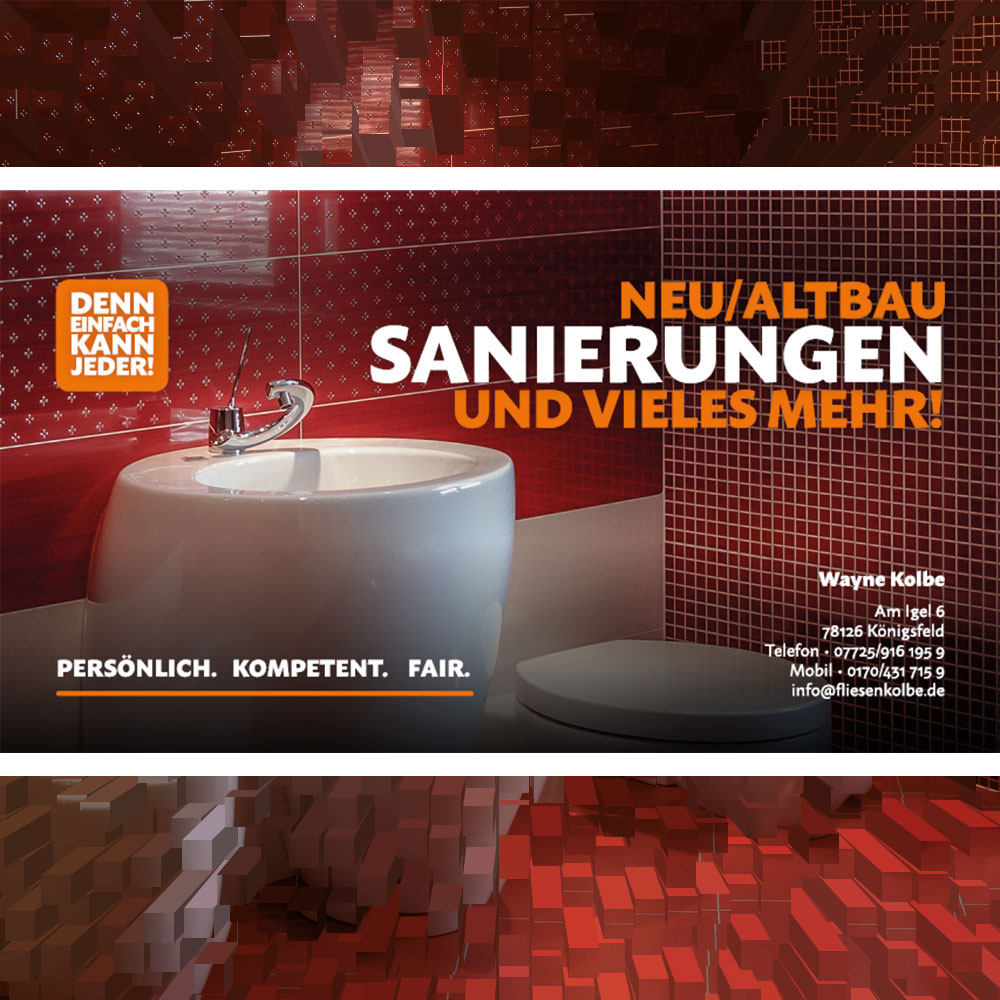 DENN
EINFACH
KANN
JEDER!
NEU/ALTBAU
SANIERUNGEN
UND VIELES MEHR!
Wayne Kolbe
Am Igel 6
78126 Königsfeld
Telefon • 07725/916 195 9
Mobil • 0170/431 715 9
info@fliesenkolbe.de
PERSÖNLICH. KOMPETENT. FAIR.